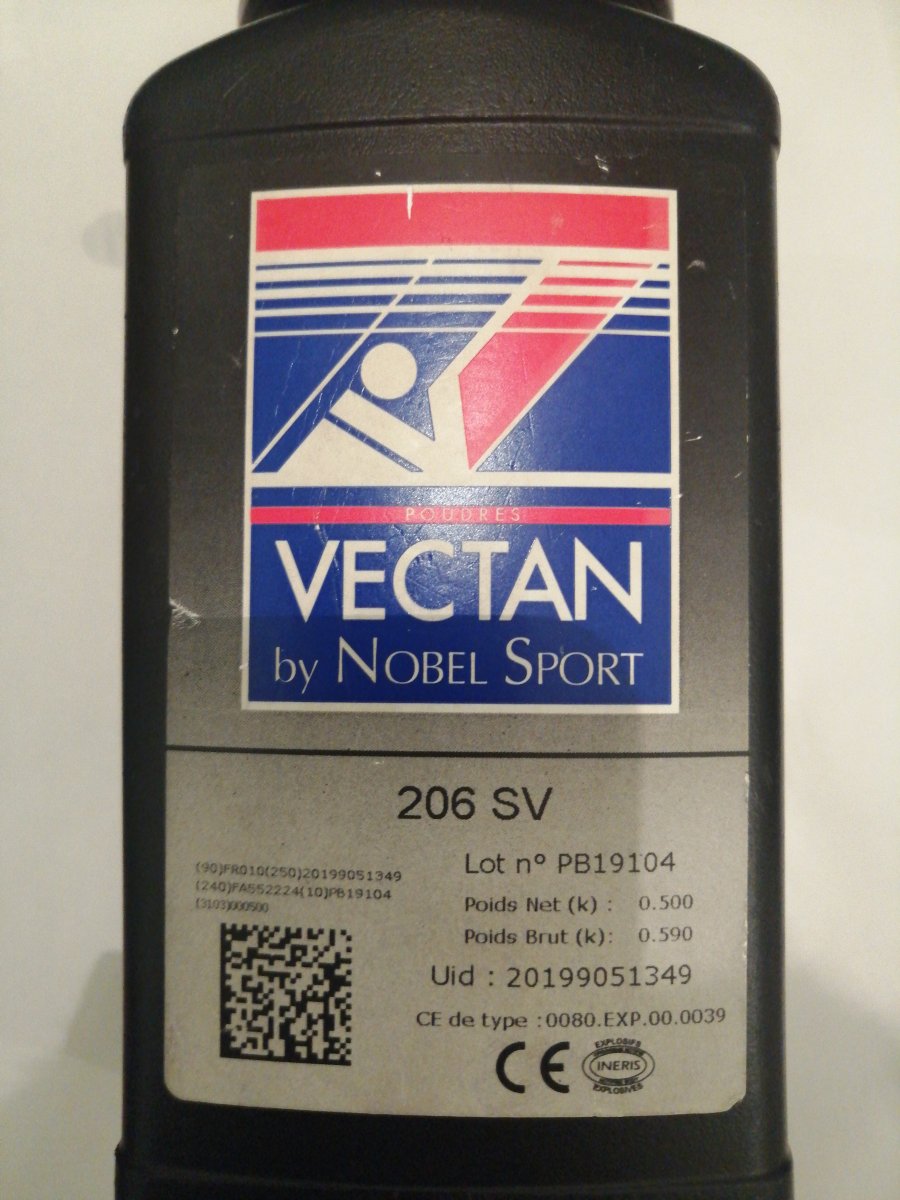 POUDRES
VECTAN
by NOBEL SPORT
206 SV
(90)FR010(250)20199051349
(240)FA552224(10)PB19104
(3103)000500
Lot nº PB19104
Poids Net (k) : 0.500
Poids Brut (k): 0.590
Uid : 20199051349
CE de type :0080.EXP.00.0039
CE
EXPLOSIFS
INERIS
EXPLOSIVES